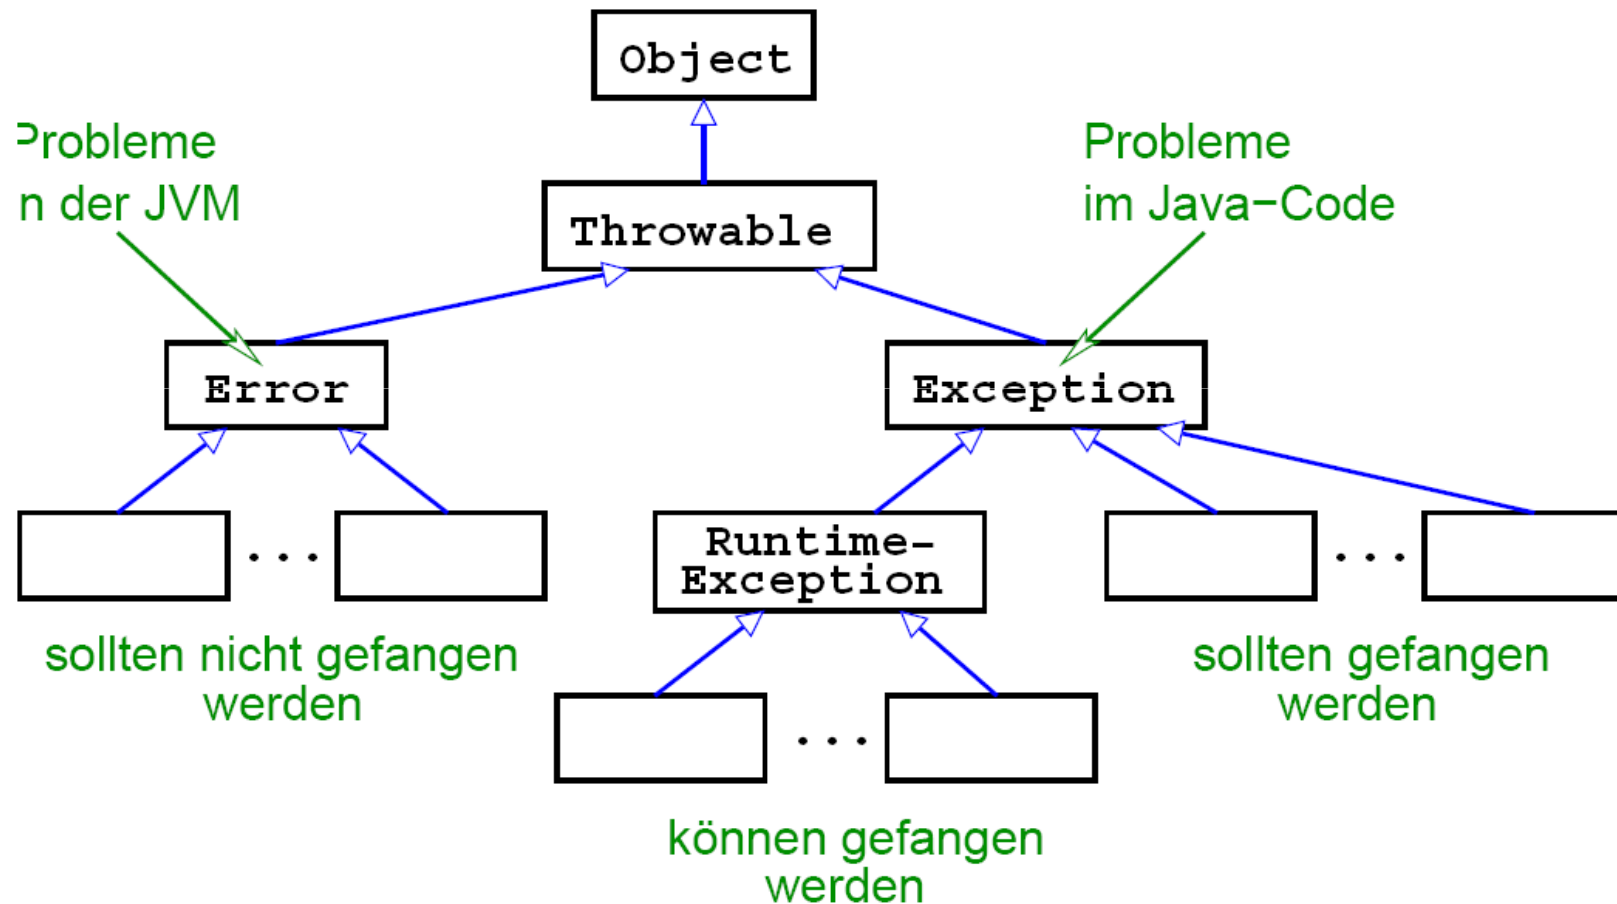 Object
Probleme
n der JVM
Probleme
im Java-Code
Throwable
Error
Exception
...
Runtime-
Exception
...
sollten nicht gefangen
werden
sollten gefangen
werden
...
können gefangen
werden